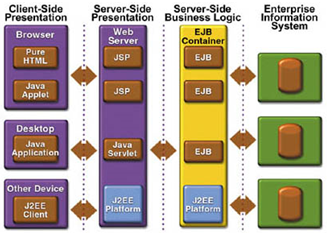 Client-Side
Presentation
Server-Side
Presentation
Server-Side
Business Logic
Enterprise
Information
System
Browser
Pure
HTML
Java
Applet
Desktop
Java
Application
Other Device
J2EE
Client
Web
Server
JSP
JSP
Java
Servlet
J2EE
Platform
EJB
Container
EJB
EJB
EJB
J2EE
Platform